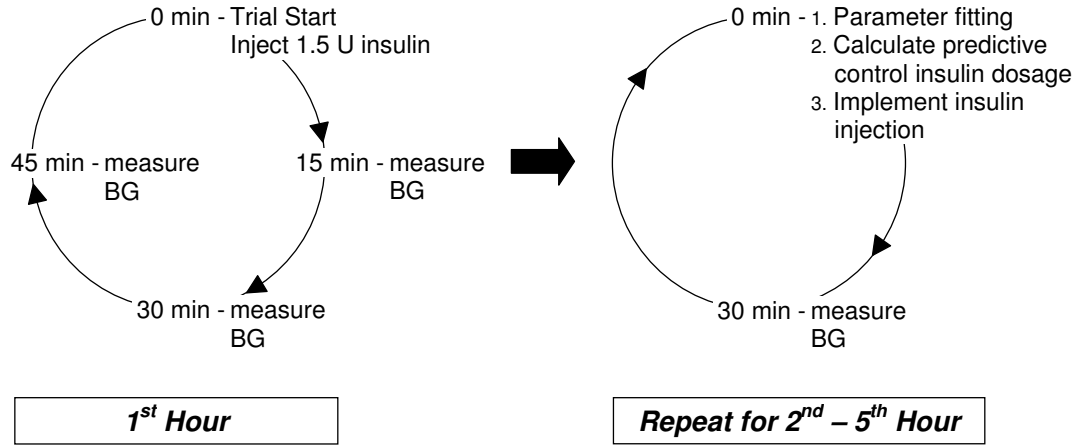 0 min - Trial Start
Inject 1.5 U insulin
15 min - measure
BG
30 min - measure
BG
45 min - measure
BG
1st Hour
0 min - 1. Parameter fitting
2. Calculate predictive
control insulin dosage
3. Implement insulin
injection
30 min - measure
BG
Repeat for 2nd – 5th Hour